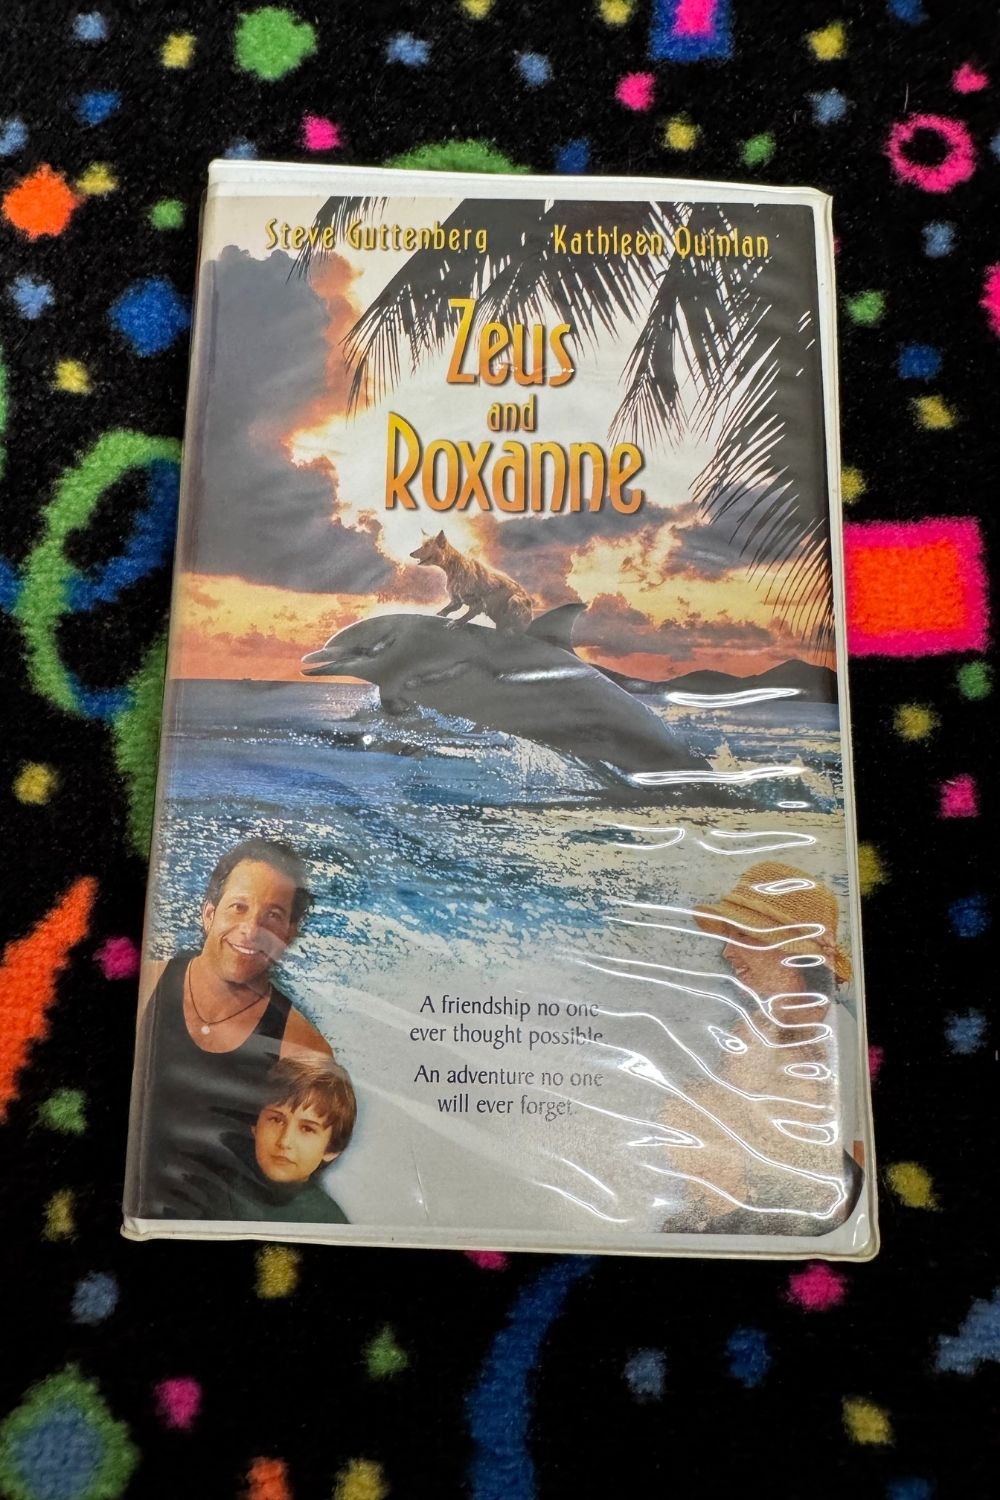 Steve Guttenberg Kathleen Quinlan
Zeus
and
Roxanne
A friendship no one
ever thought possible.
An adventure no one
will ever forget.